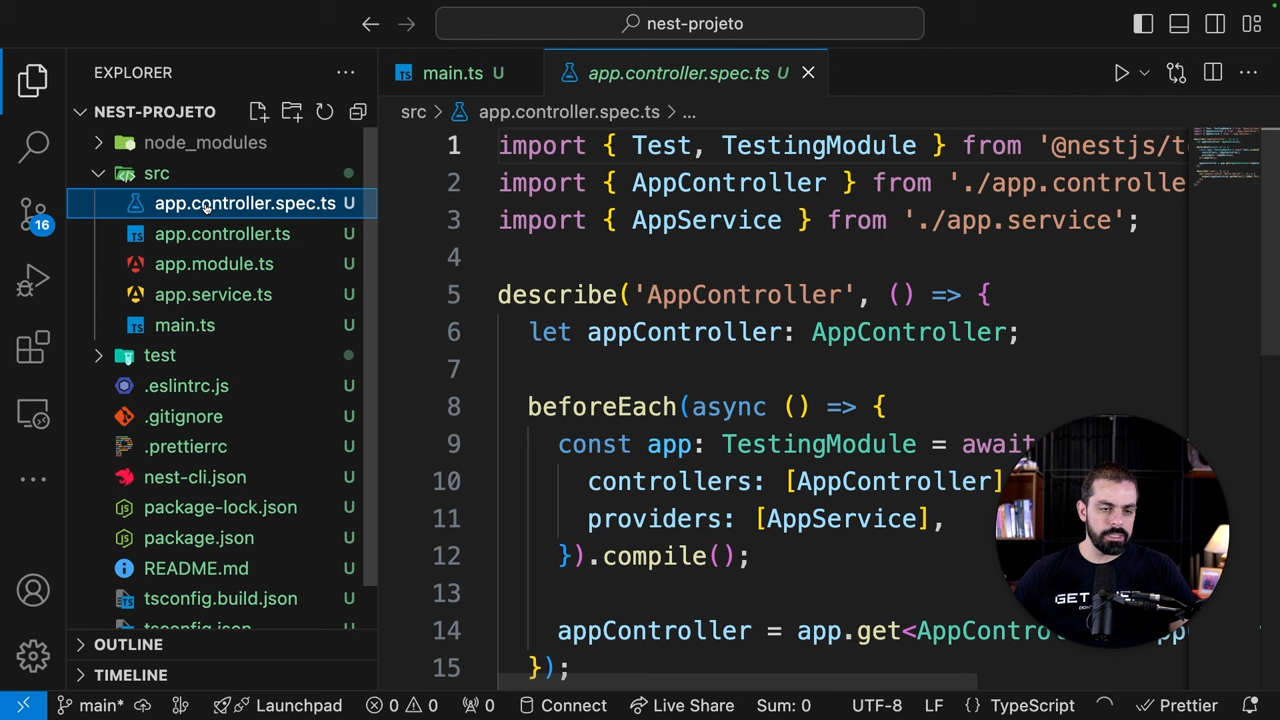 nest-projeto
EXPLORER
NEST-PROJETO
node_modules
src
app.controller.spec.ts U
app.controller.ts U
app.module.ts U
app.service.ts U
main.ts U
test
.eslintrc.js U
.gitignore U
.prettierrc U
nest-cli.json U
package-lock.json U
package.json U
README.md U
tsconfig.build.json U
tsconfig.json U
OUTLINE
TIMELINE
16
main.ts U
app.controller.spec.ts U
src > app.controller.spec.ts > ...
1 import { Test, TestingModule } from '@nestjs/t
2 import { AppController } from './app.controlle
3 import { AppService } from './app.service';
4
5 describe('AppController', () => {
6 let appController: AppController;
7
8 beforeEach(async () => {
9 const app: TestingModule = await
10 controllers: [AppController]
11 providers: [AppService],
12 }).compile();
13
14 appController = app.get<AppContro
15 });
GET
main* Launchpad 0 0 0 Connect Live Share Sum: 0 UTF-8 LF {} TypeScript Prettier